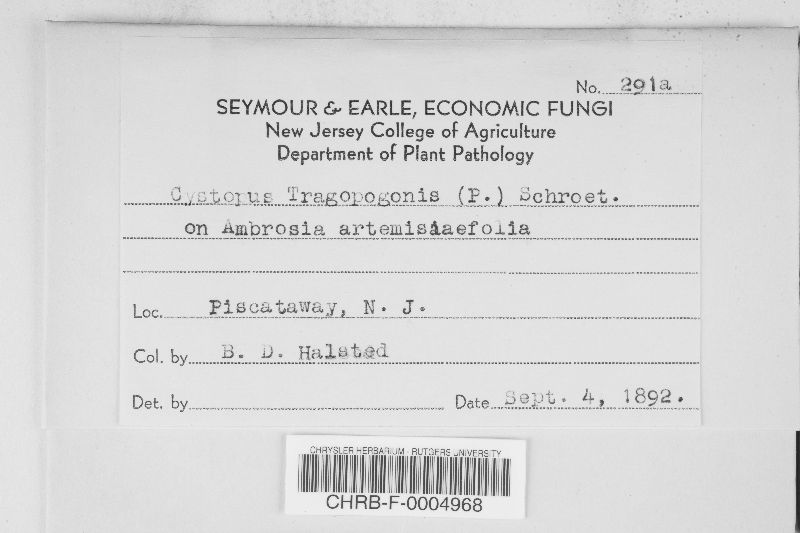 No. 291a
SEYMOUR & EARLE, ECONOMIC FUNGI
New Jersey College of Agriculture
Department of Plant Pathology
Cystopus Tragopogonis (P.) Schroet.
on Ambrosia artemisiaefolia
Loc. Piscataway, N. J.
Col. by B. D. Halsted
Det. by
Date Sept. 4, 1892.
CHRYSLER HERBARIUM - RUTGERS UNIVERSITY
CHRB-F-0004968